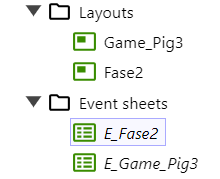 Layouts
Game_Pig3
Fase2
Event sheets
E_Fase2
E_Game_Pig3